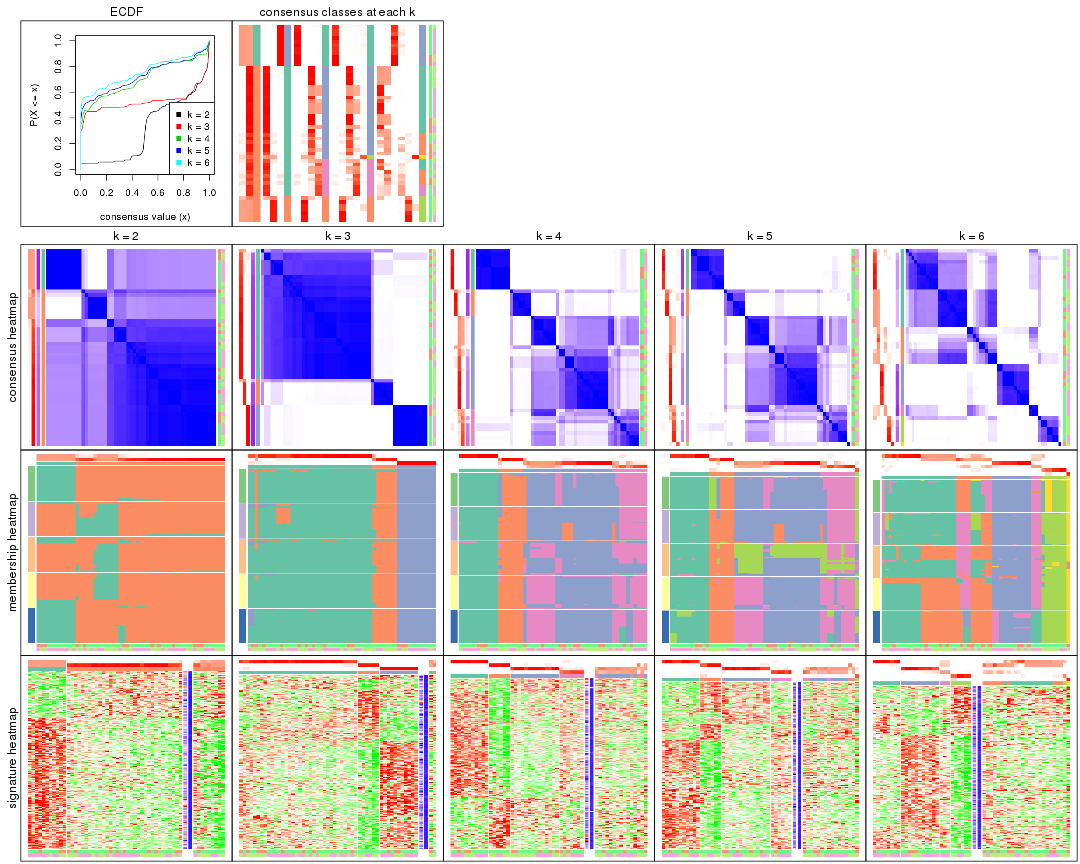 ECDF
consensus classes at each k
P(X <= x)
0.0 0.2 0.4 0.6 0.8 1.0
k = 2
k = 3
k = 4
k = 5
k = 6
0.0 0.2 0.4 0.6 0.8 1.0
consensus value (x)
k = 2
k = 3
k = 4
k = 5
k = 6
consensus heatmap
membership heatmap
signature heatmap